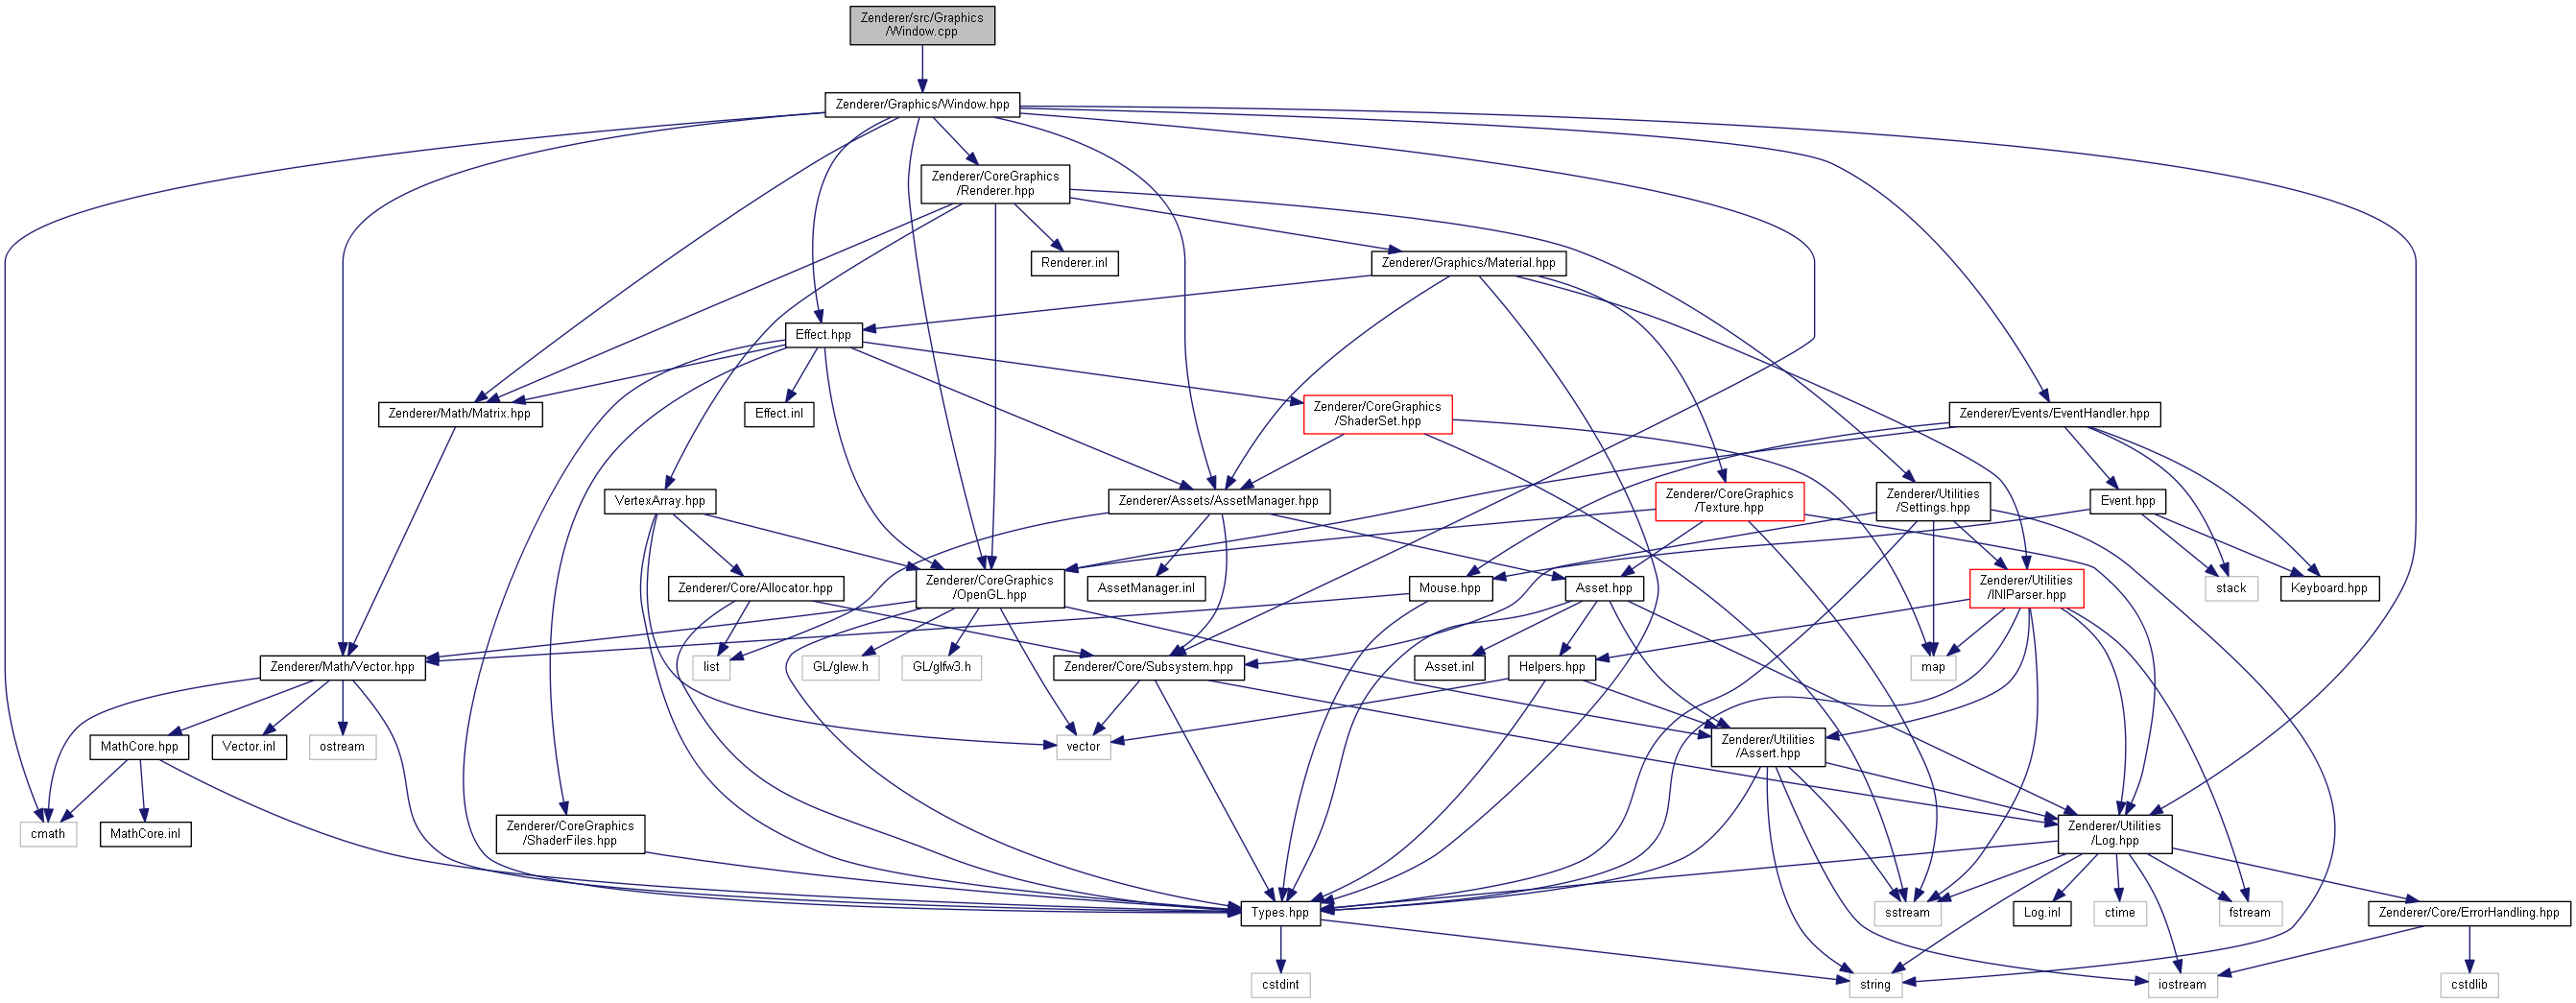 Zenderer/src/Graphics
/Window.cpp
Zenderer/Graphics/Window.hpp
Zenderer/CoreGraphics
/Renderer.hpp
Renderer.inl
Zenderer/Graphics/Material.hpp
Effect.hpp
Zenderer/Math/Matrix.hpp
Effect.inl
Zenderer/CoreGraphics
/ShaderSet.hpp
Zenderer/Events/EventHandler.hpp
VertexArray.hpp
Zenderer/Assets/AssetManager.hpp
Zenderer/CoreGraphics
/Texture.hpp
Zenderer/Utilities
/Settings.hpp
Event.hpp
Zenderer/Core/Allocator.hpp
Zenderer/CoreGraphics
/OpenGL.hpp
AssetManager.inl
Mouse.hpp
Asset.hpp
Zenderer/Utilities
/INIParser.hpp
stack
Keyboard.hpp
Zenderer/Math/Vector.hpp
list
GL/glew.h
GL/glfw3.h
Zenderer/Core/Subsystem.hpp
Asset.inl
Helpers.hpp
map
MathCore.hpp
Vector.inl
ostream
vector
Zenderer/Utilities
/Assert.hpp
cmath
MathCore.inl
Zenderer/CoreGraphics
/ShaderFiles.hpp
Zenderer/Utilities
/Log.hpp
Types.hpp
sstream
Log.inl
ctime
fstream
Zenderer/Core/ErrorHandling.hpp
cstdint
string
iostream
cstdlib